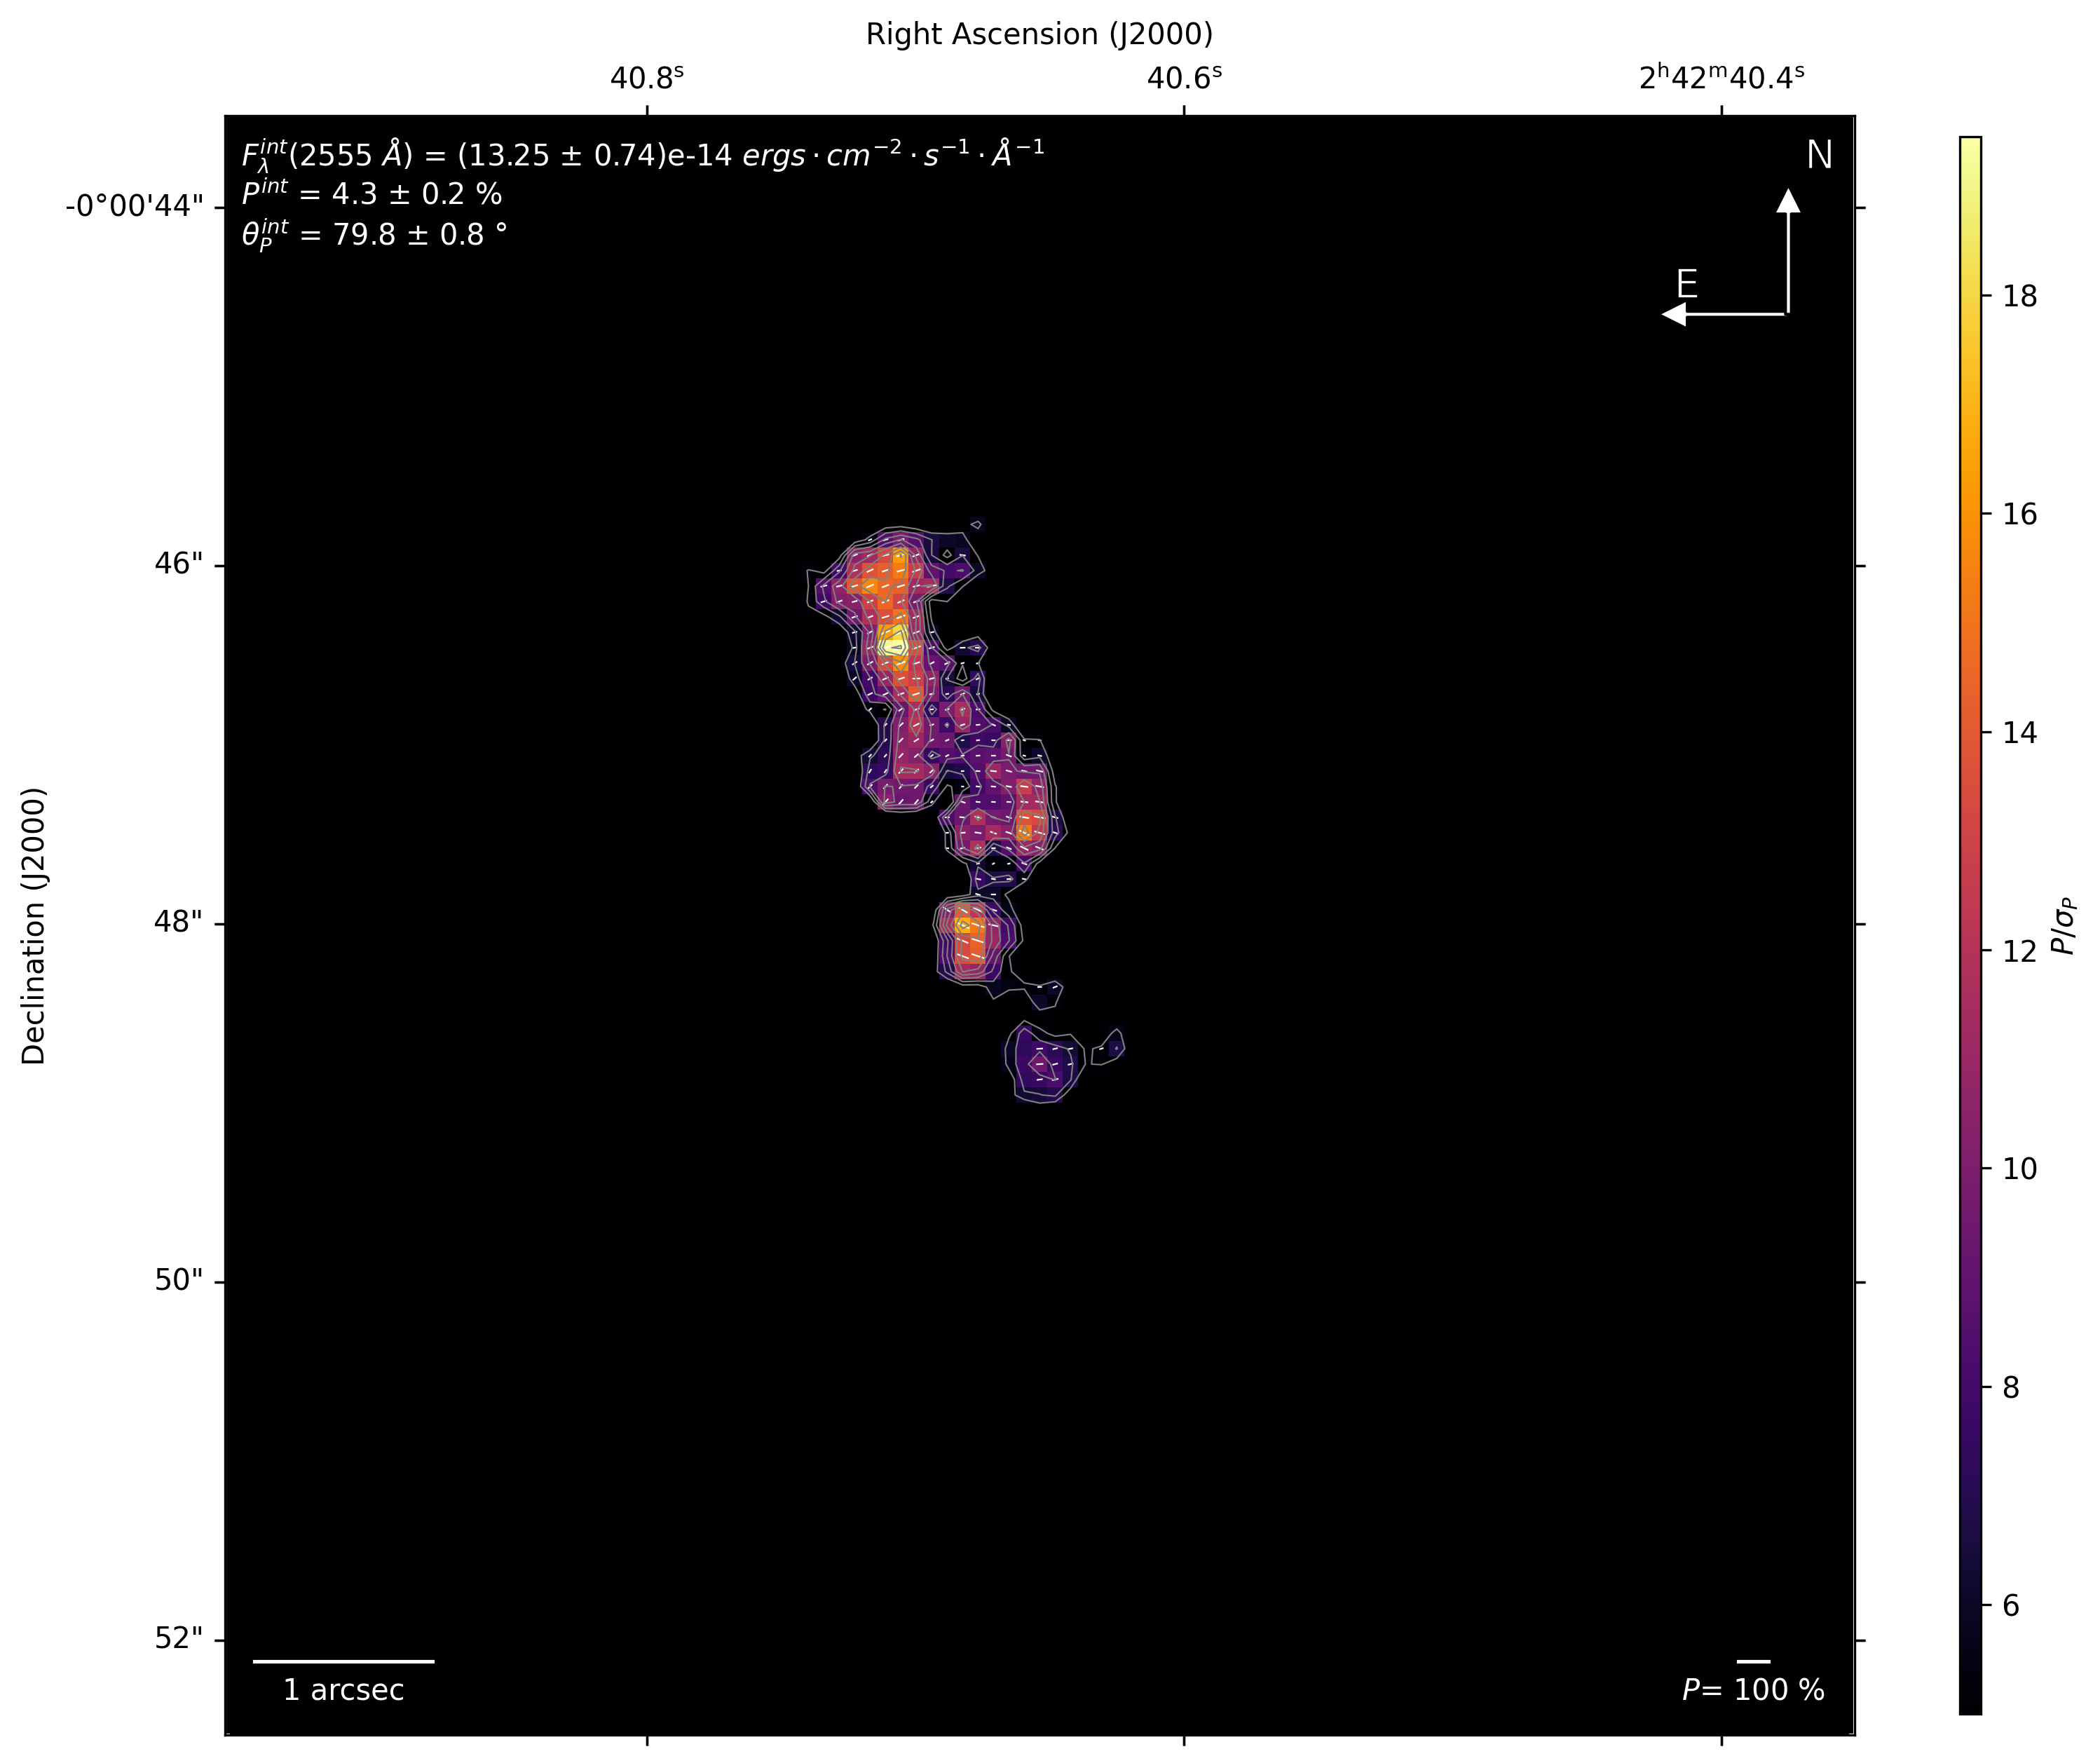 Right Ascension (J2000)
40.8ˢ 40.6ˢ 2ʰ42ᵐ40.4ˢ
F_λ^int(2555 Å) = (13.25 ± 0.74)e-14 ergs · cm⁻² · s⁻¹ · Å⁻¹
P^int = 4.3 ± 0.2 %
θ_P^int = 79.8 ± 0.8 °
N
E
-0°00'44"
46"
48"
50"
52"
Declination (J2000)
1 arcsec
P= 100 %
18
16
14
12
10
8
6
P/σ_P